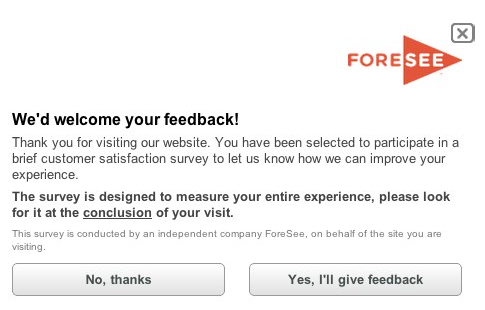 FORESEE
We'd welcome your feedback!
Thank you for visiting our website. You have been selected to participate in a
brief customer satisfaction survey to let us know how we can improve your
experience.
The survey is designed to measure your entire experience, please look
for it at the conclusion of your visit.
This survey is conducted by an independent company ForeSee, on behalf of the site you are
visiting.
No, thanks
Yes, I'll give feedback